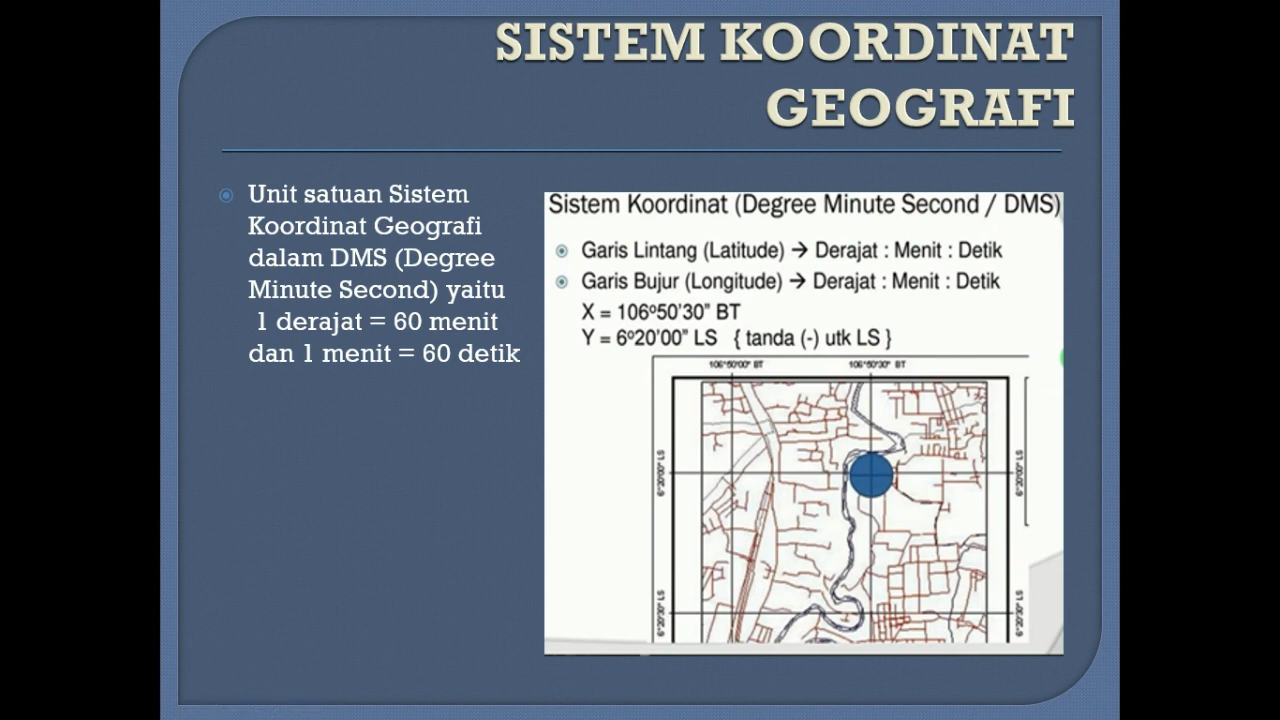 SISTEM KOORDINAT
GEOGRAFI
Unit satuan Sistem
Koordinat Geografi
dalam DMS (Degree
Minute Second) yaitu
1 derajat = 60 menit
dan 1 menit = 60 detik
Sistem Koordinat (Degree Minute Second / DMS)
Garis Lintang (Latitude) → Derajat : Menit : Detik
Garis Bujur (Longitude) → Derajat : Menit : Detik
X = 106º50'30" BT
Y = 6º20'00" LS { tanda (-) utk LS }
106°50'00" BT
106°50'30" BT
6°20'00" LS
6°20'00" LS
6°20'30" LS
6°20'30" LS